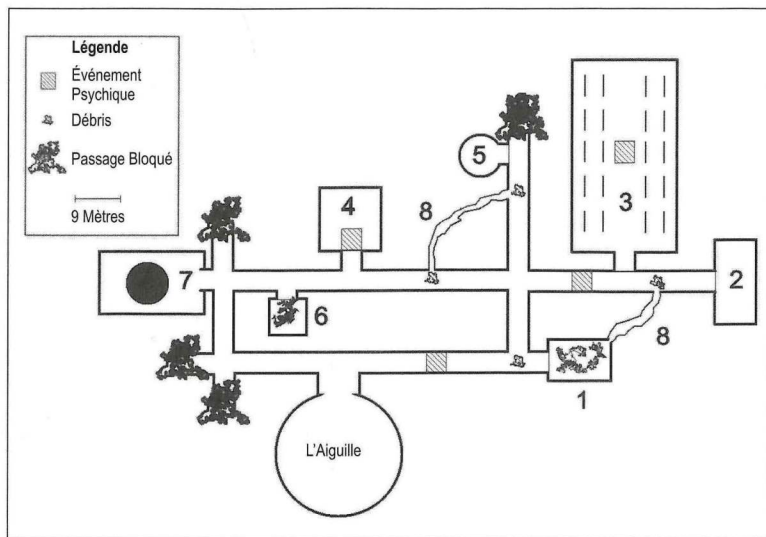 Légende
Événement
Psychique
Débris
Passage Bloqué
9 Mètres
5
3
4
8
7
2
6
8
1
L'Aiguille